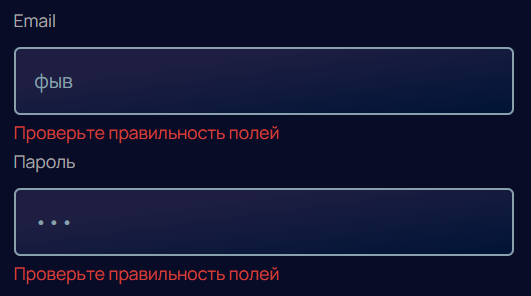 Email
фыв
Проверьте правильность полей
Пароль
•••
Проверьте правильность полей